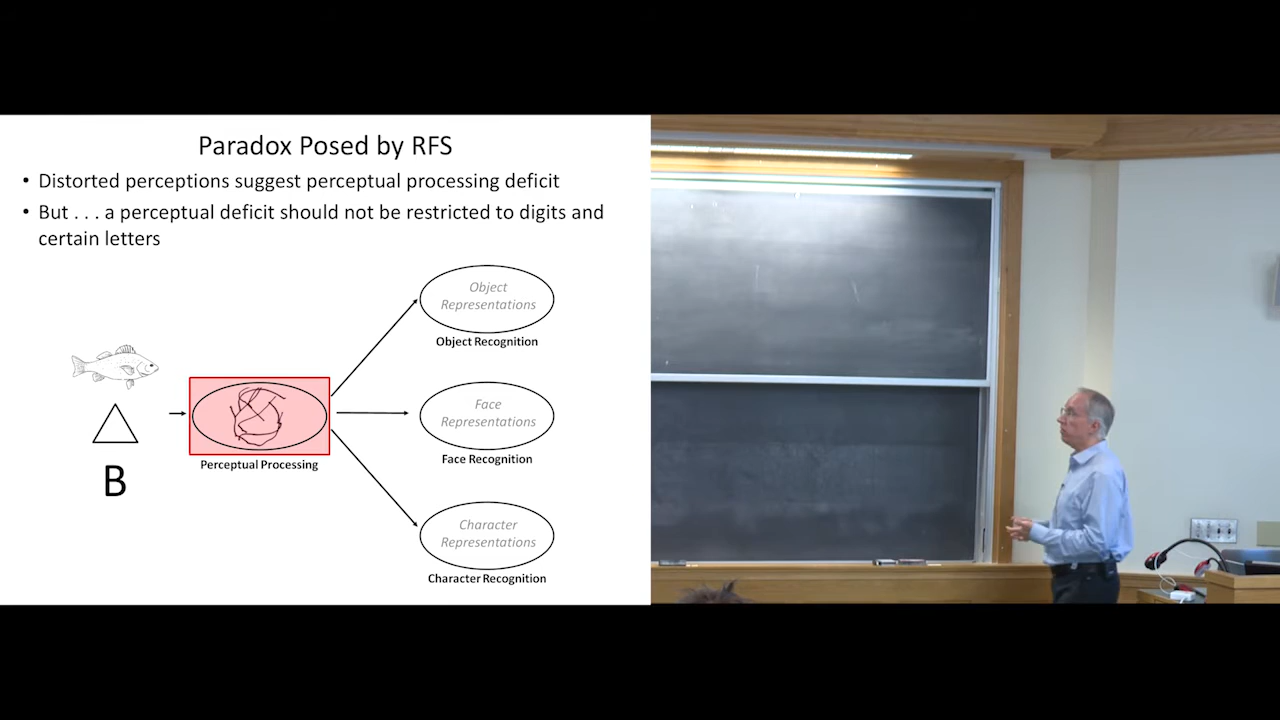 Paradox Posed by RFS
• Distorted perceptions suggest perceptual processing deficit
• But . . . a perceptual deficit should not be restricted to digits and
certain letters
Object
Representations
Object Recognition
B
Perceptual Processing
Face
Representations
Face Recognition
Character
Representations
Character Recognition